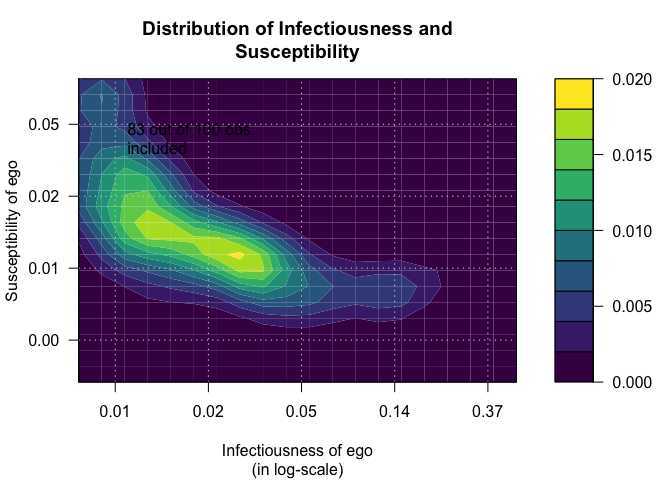 Distribution of Infectiousness and
Susceptibility
0.020
0.05
83 out of 100 obs.
included
0.015
0.02
Susceptibility of ego
0.010
0.01
0.005
0.00
0.000
0.01 0.02 0.05 0.14 0.37
Infectiousness of ego
(in log-scale)